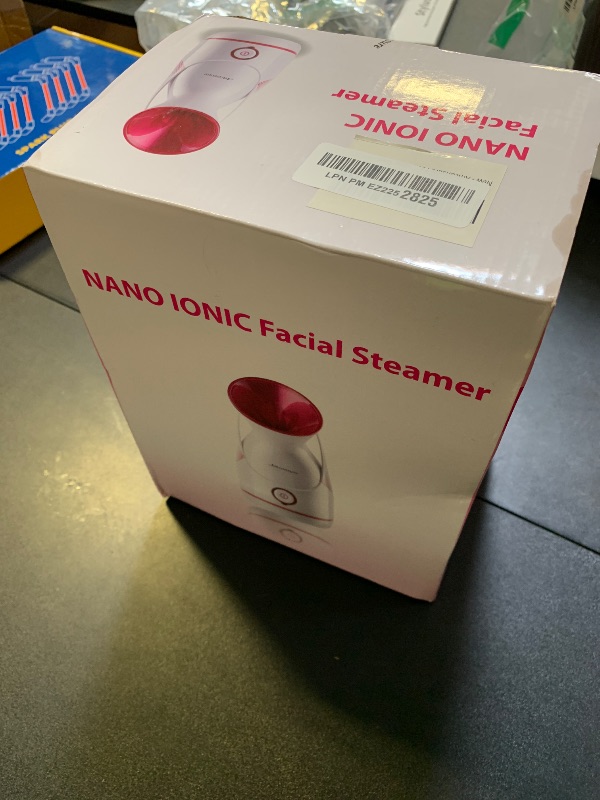 NANO IONIC
Facial Steamer
LPN PM EZ225 2825
NANO IONIC Facial Steamer